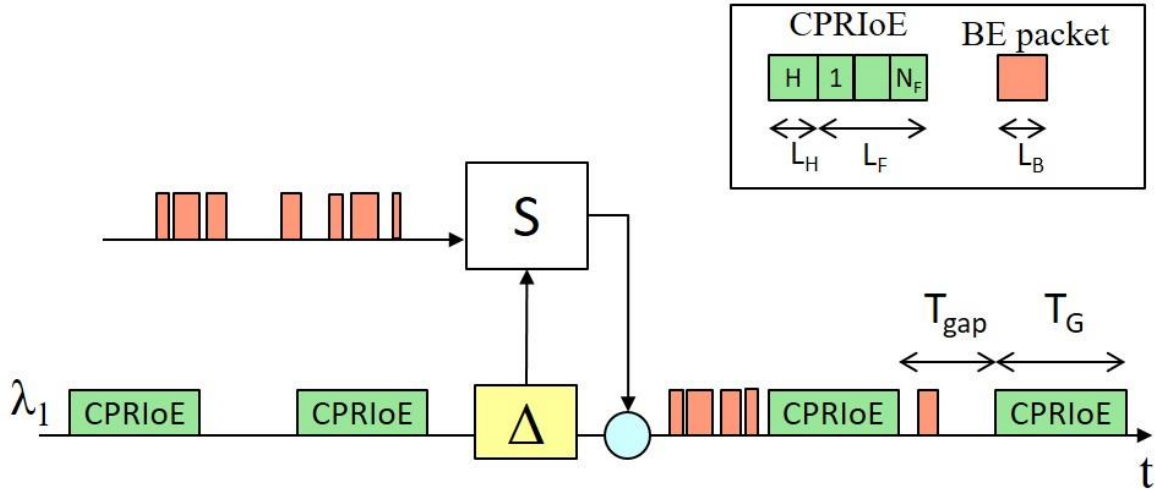 CPRIoE BE packet
H 1 N_F
L_H L_F L_B
S
T_gap T_G
λ₁ CPRIoE CPRIoE Δ CPRIoE CPRIoE
t